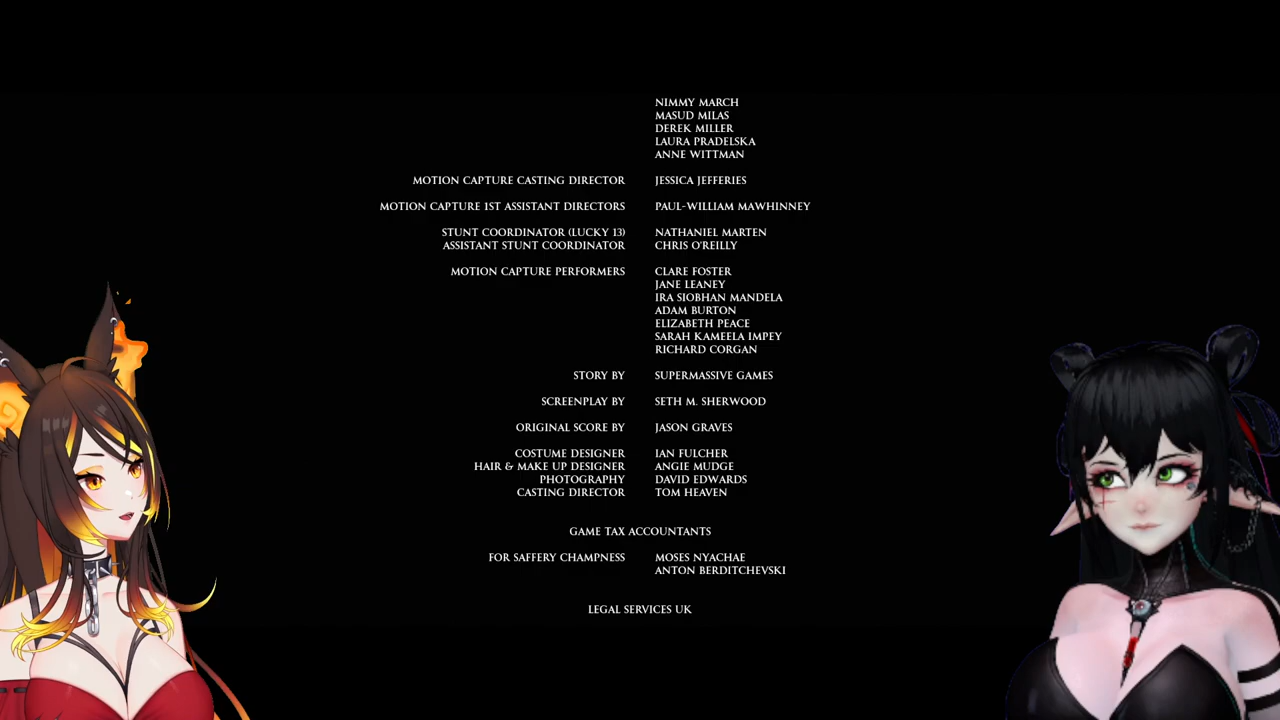 NIMMY MARCH
MASUD MILAS
DEREK MILLER
LAURA PRADELSKA
ANNE WITTMAN
MOTION CAPTURE CASTING DIRECTOR JESSICA JEFFERIES
MOTION CAPTURE 1ST ASSISTANT DIRECTORS PAUL-WILLIAM MAWHINNEY
STUNT COORDINATOR (LUCKY 13) NATHANIEL MARTEN
ASSISTANT STUNT COORDINATOR CHRIS O'REILLY
MOTION CAPTURE PERFORMERS CLARE FOSTER
JANE LEANEY
IRA SIOBHAN MANDELA
ADAM BURTON
ELIZABETH PEACE
SARAH KAMEELA IMPEY
RICHARD CORGAN
STORY BY SUPERMASSIVE GAMES
SCREENPLAY BY SETH M. SHERWOOD
ORIGINAL SCORE BY JASON GRAVES
COSTUME DESIGNER IAN FULCHER
HAIR & MAKE UP DESIGNER ANGIE MUDGE
PHOTOGRAPHY DAVID EDWARDS
CASTING DIRECTOR TOM HEAVEN
GAME TAX ACCOUNTANTS
FOR SAFFERY CHAMPNESS MOSES NYACHAE
ANTON BERDITCHEVSKI
LEGAL SERVICES UK